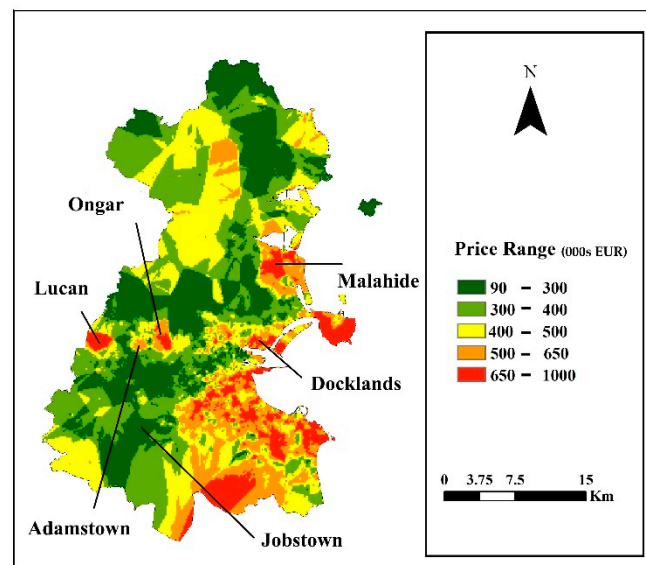 Ongar
Lucan
Malahide
Docklands
Adamstown
Jobstown
N
Price Range (000s EUR)
90 – 300
300 – 400
400 – 500
500 – 650
650 – 1000
0 3.75 7.5 15
Km